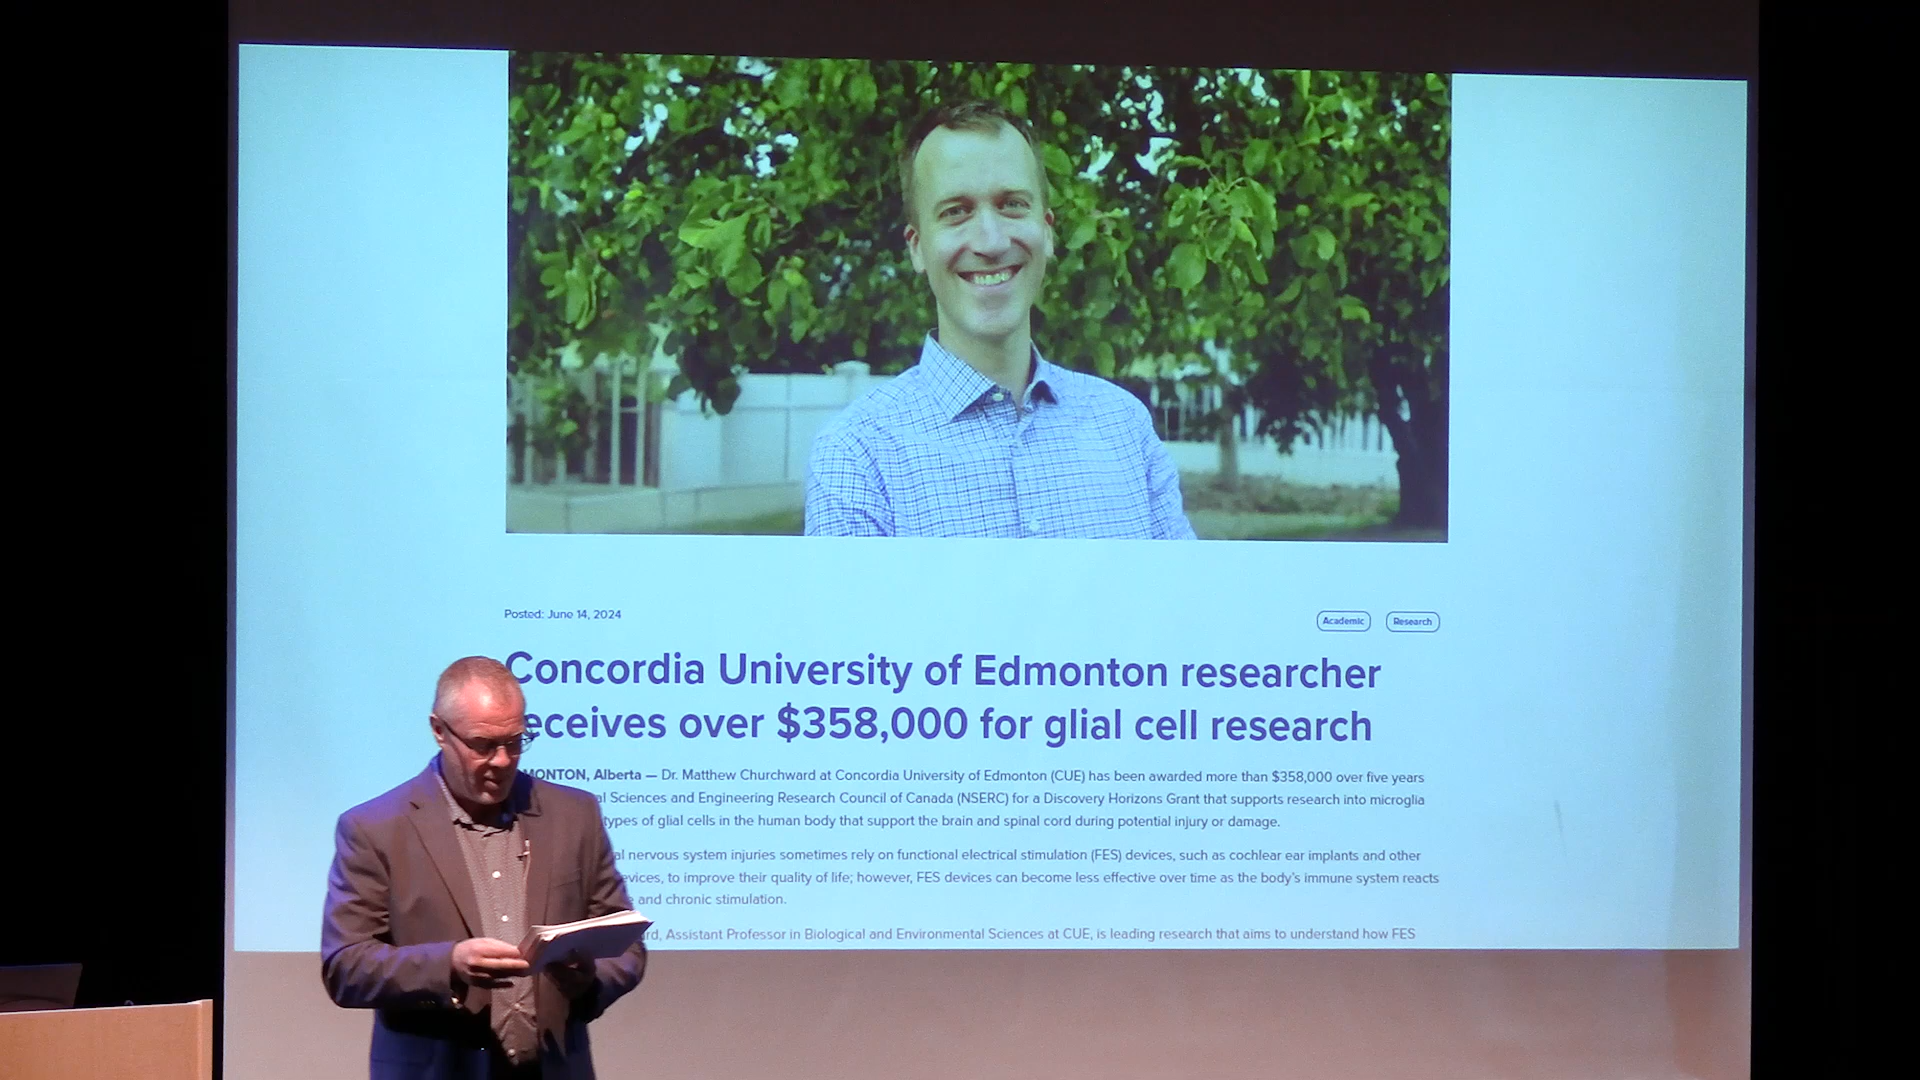 Posted: June 14, 2024
Academic
Research
Concordia University of Edmonton researcher
eceives over $358,000 for glial cell research
MONTON, Alberta — Dr. Matthew Churchward at Concordia University of Edmonton (CUE) has been awarded more than $358,000 over five years
al Sciences and Engineering Research Council of Canada (NSERC) for a Discovery Horizons Grant that supports research into microglia
types of glial cells in the human body that support the brain and spinal cord during potential injury or damage.
al nervous system injuries sometimes rely on functional electrical stimulation (FES) devices, such as cochlear ear implants and other
evices, to improve their quality of life; however, FES devices can become less effective over time as the body's immune system reacts
e and chronic stimulation.
rd, Assistant Professor in Biological and Environmental Sciences at CUE, is leading research that aims to understand how FES